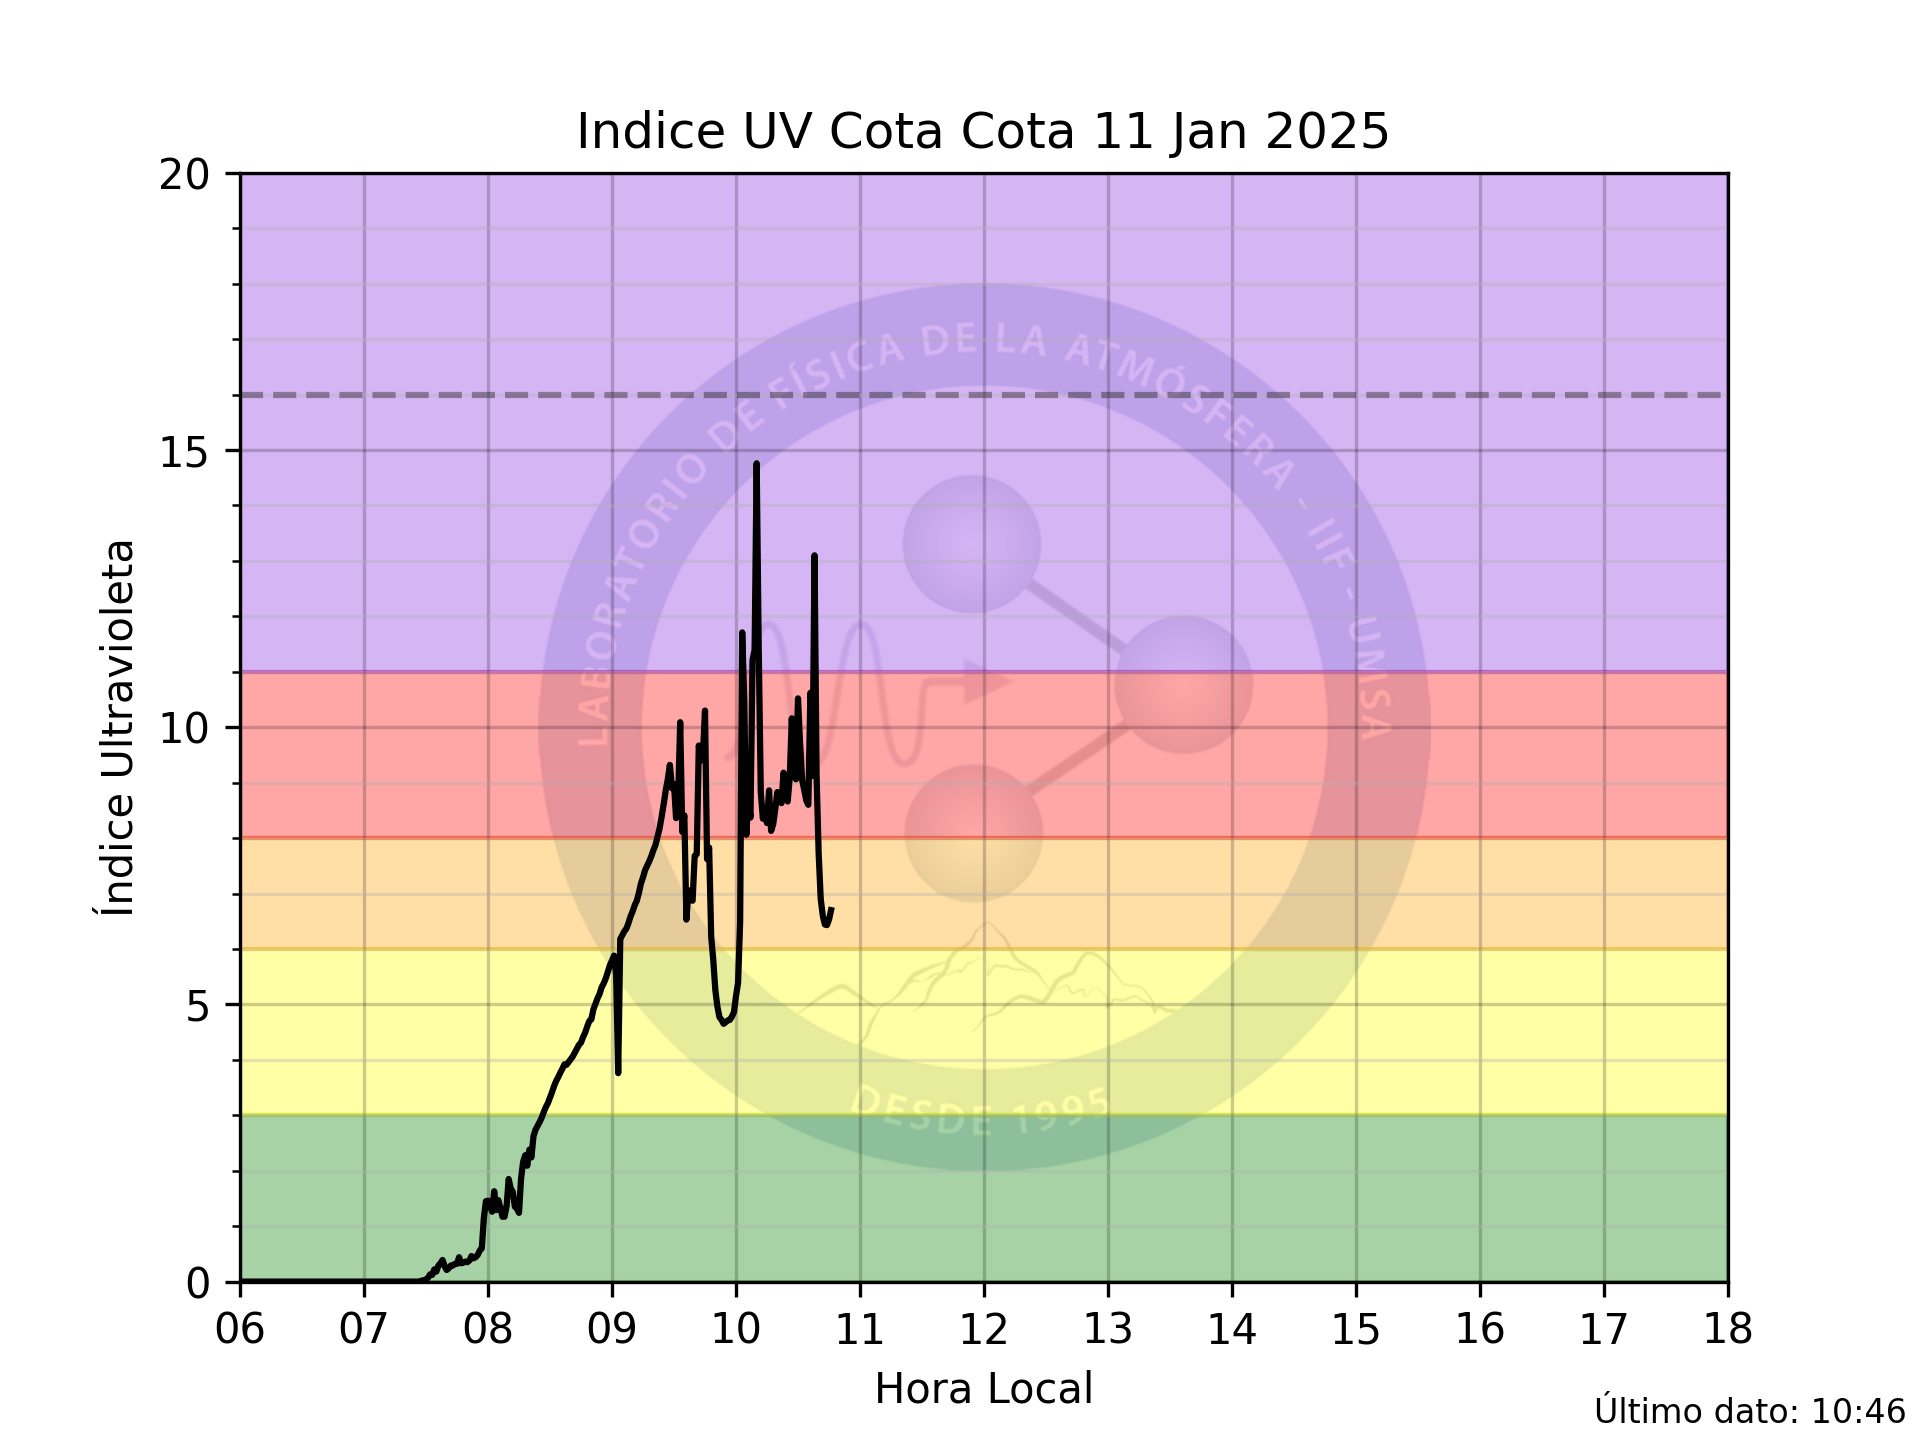 Indice UV Cota Cota 11 Jan 2025
20
15
10
5
0
Índice Ultravioleta
LABORATORIO DE FÍSICA DE LA ATMÓSFERA - IIF - UMSA
DESDE 1995
06 07 08 09 10 11 12 13 14 15 16 17 18
Hora Local
Último dato: 10:46